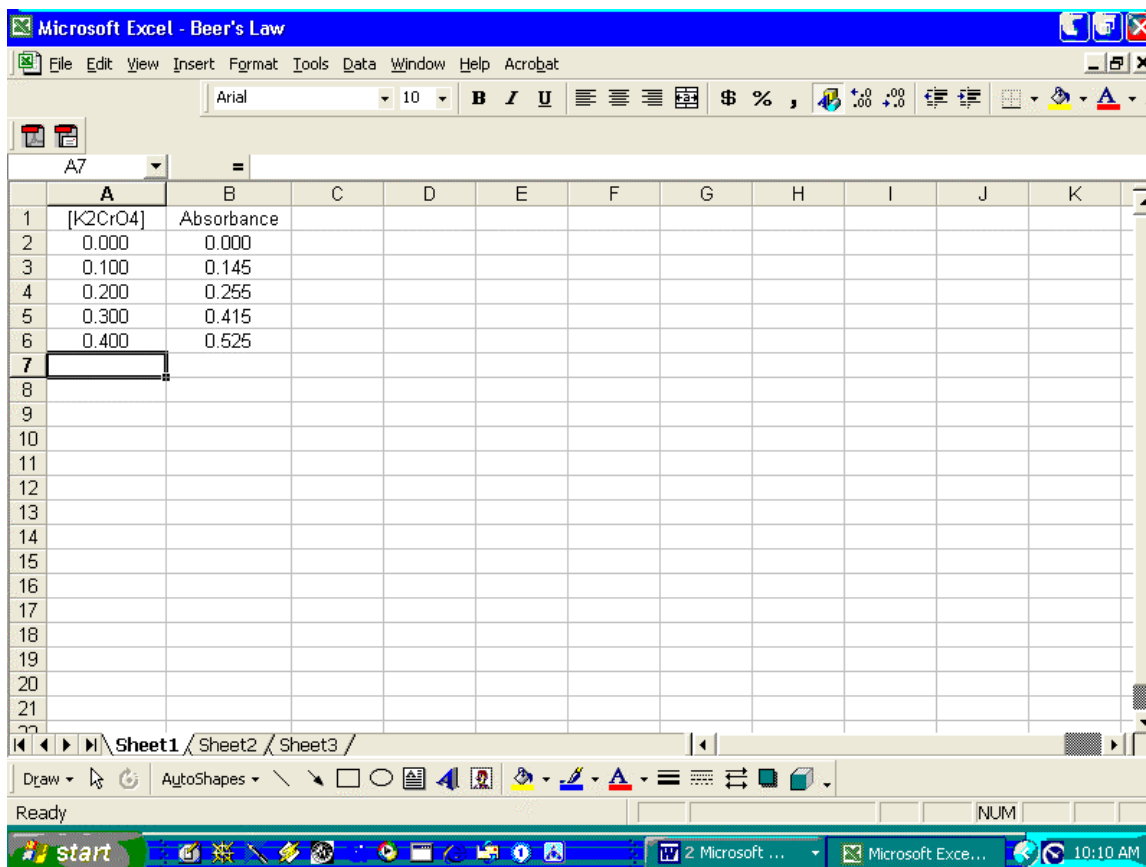 Microsoft Excel - Beer's Law
File Edit View Insert Format Tools Data Window Help Acrobat
Arial 10 B I U $ % , .00 .00
A7 =
A B C D E F G H I J K
1 [K2CrO4] Absorbance
2 0.000 0.000
3 0.100 0.145
4 0.200 0.255
5 0.300 0.415
6 0.400 0.525
7
8
9
10
11
12
13
14
15
16
17
18
19
20
21
Sheet1 / Sheet2 / Sheet3 /
Draw AutoShapes A A
Ready NUM
start 2 Microsoft ... Microsoft Exce... 10:10 AM